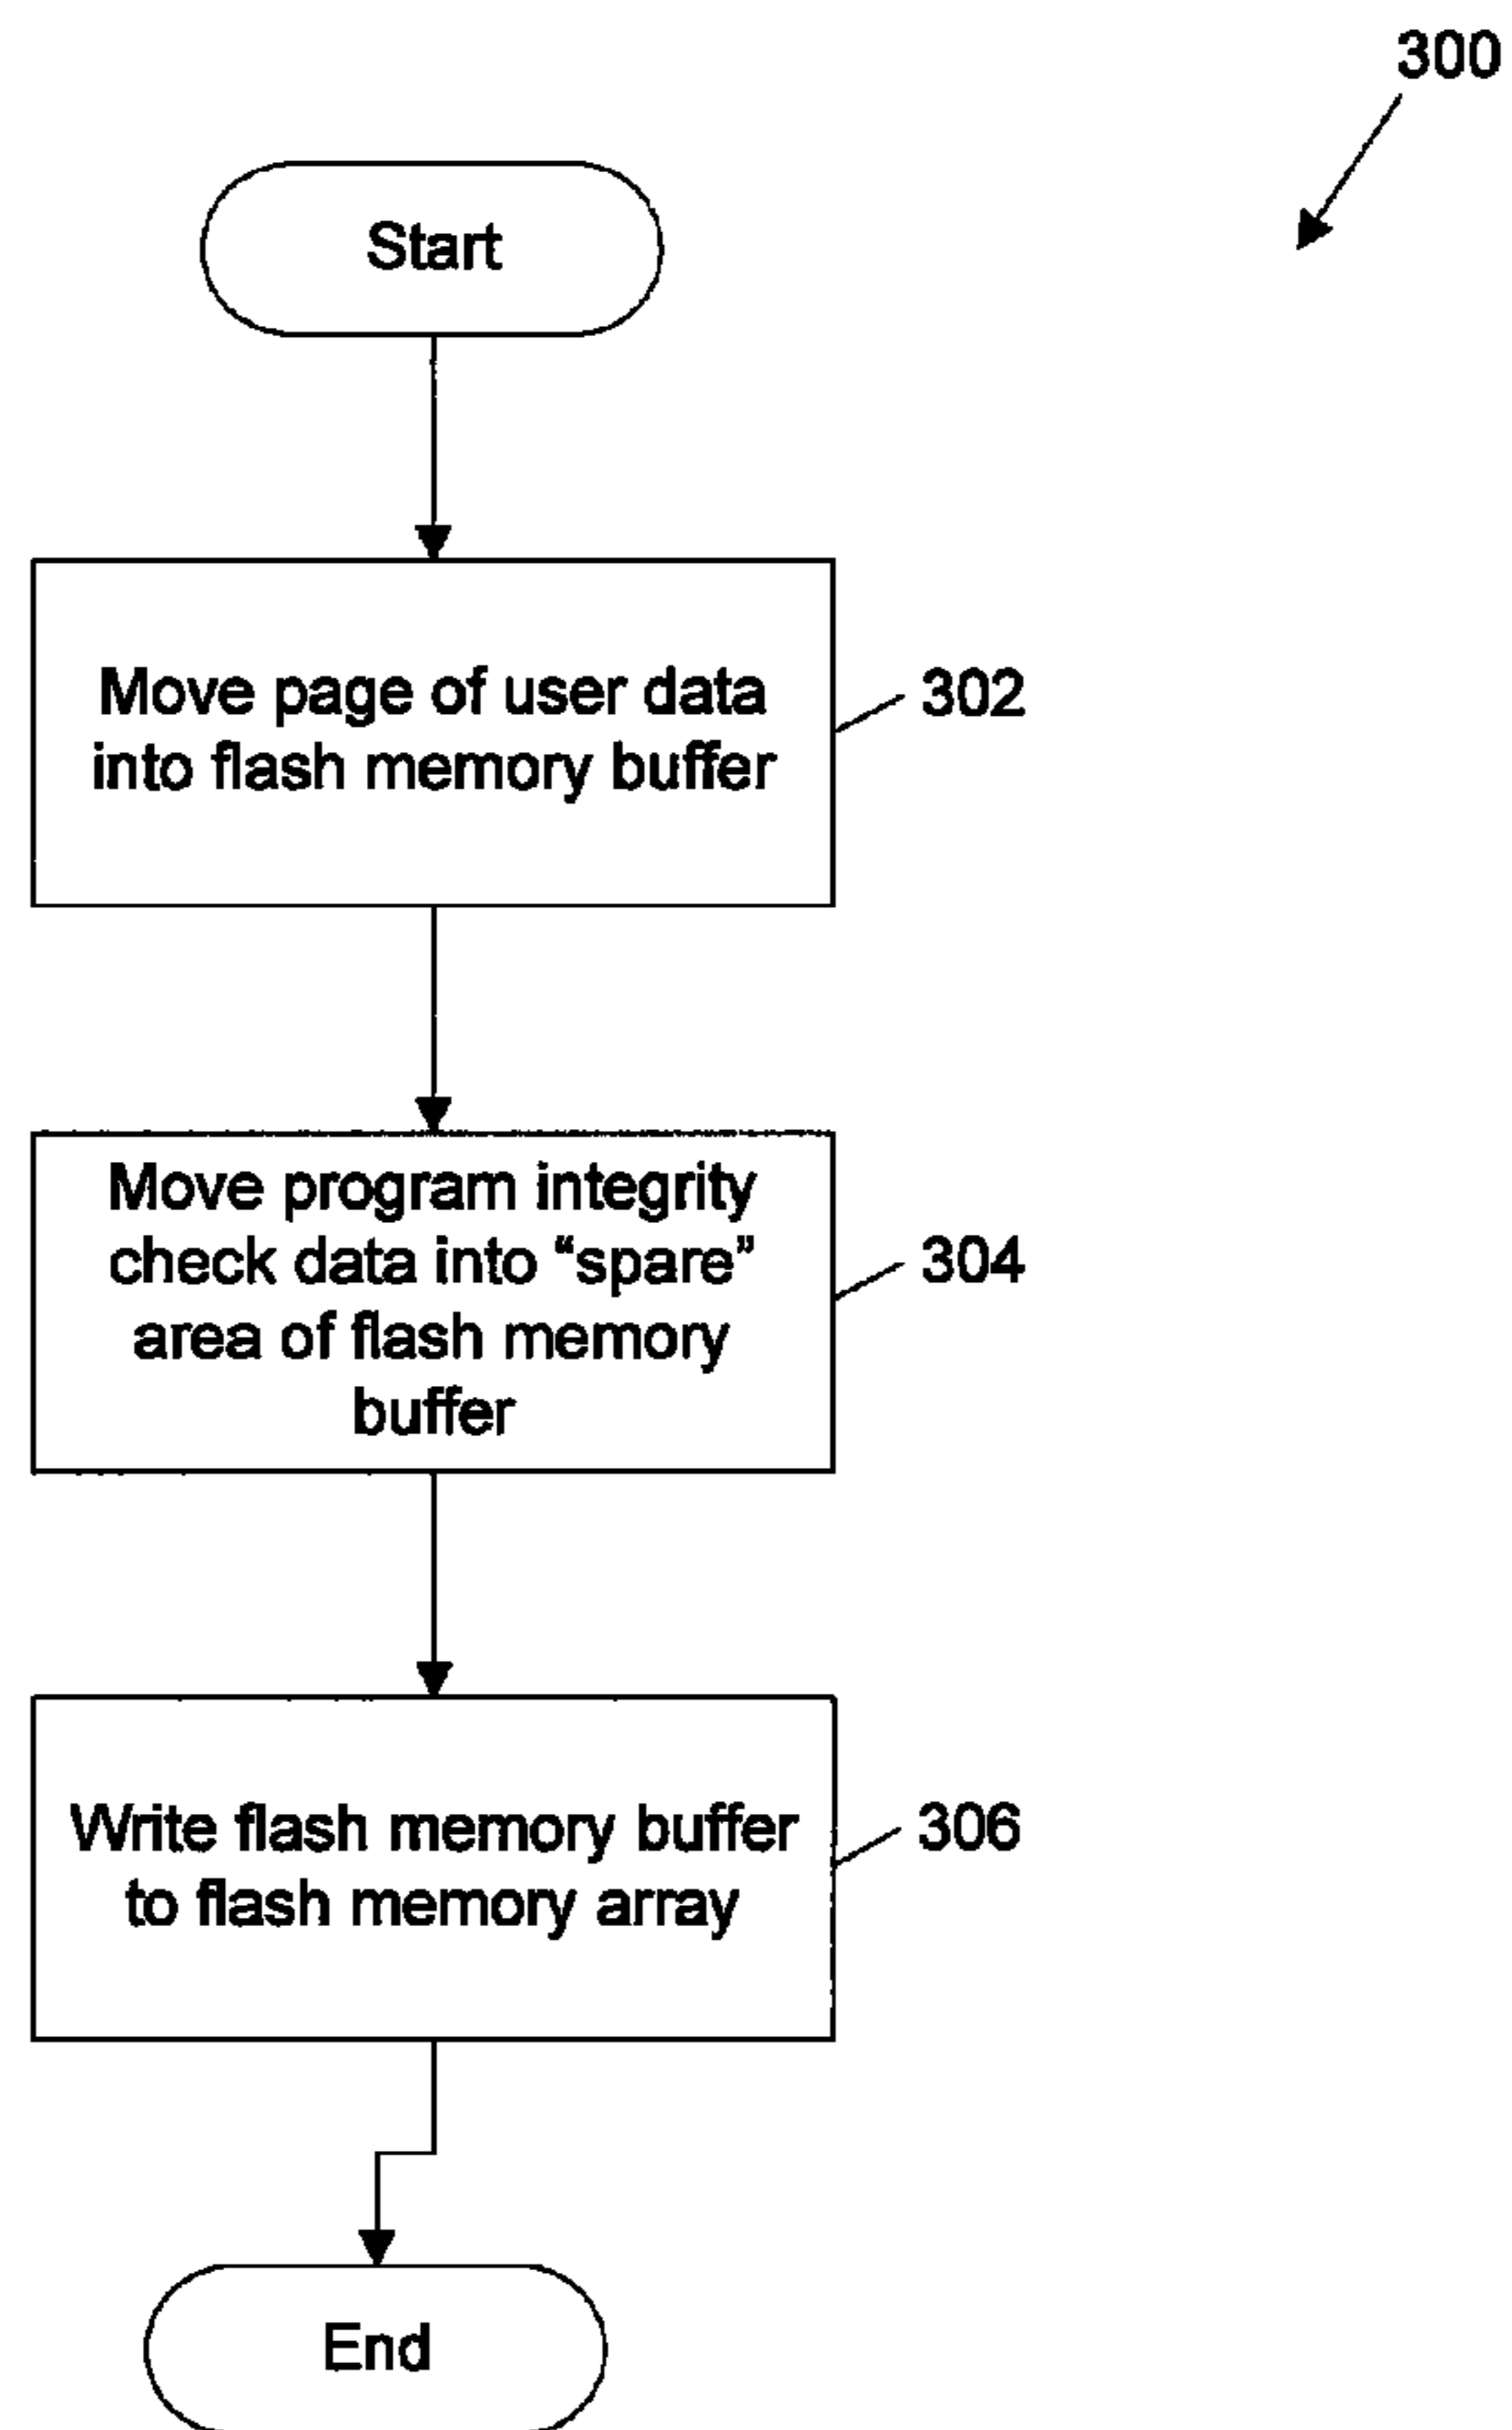 300
Start
Move page of user data
into flash memory buffer
302
Move program integrity
check data into “spare”
area of flash memory
buffer
304
Write flash memory buffer
to flash memory array
306
End